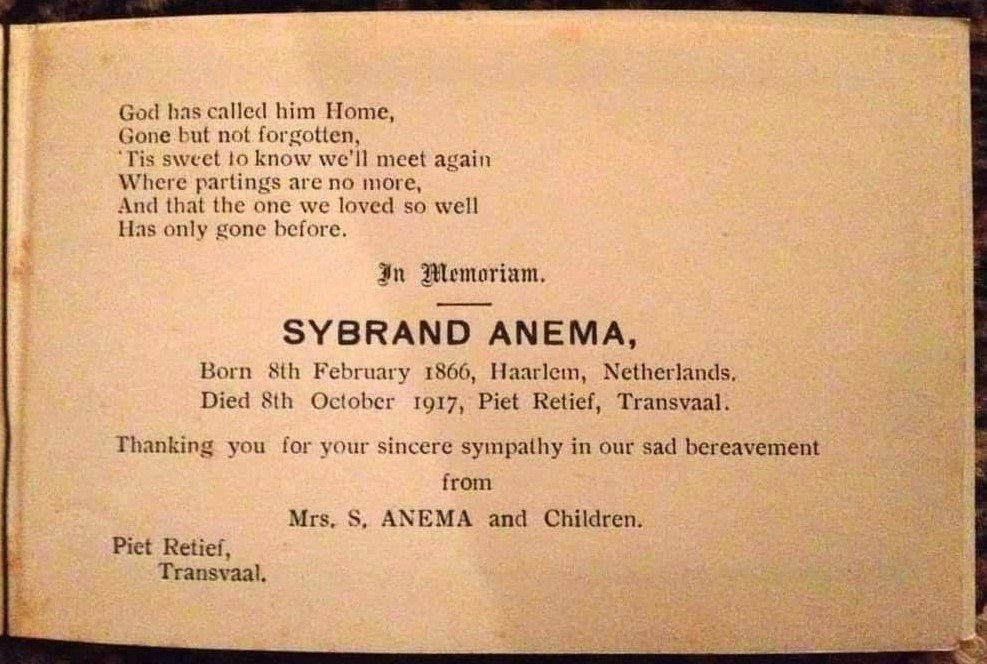 God has called him Home,
Gone but not forgotten,
'Tis sweet to know we'll meet again
Where partings are no more,
And that the one we loved so well
Has only gone before.
In Memoriam.
SYBRAND ANEMA,
Born 8th February 1866, Haarlem, Netherlands.
Died 8th October 1917, Piet Retief, Transvaal.
Thanking you for your sincere sympathy in our sad bereavement
from
Mrs. S. ANEMA and Children.
Piet Retief,
Transvaal.